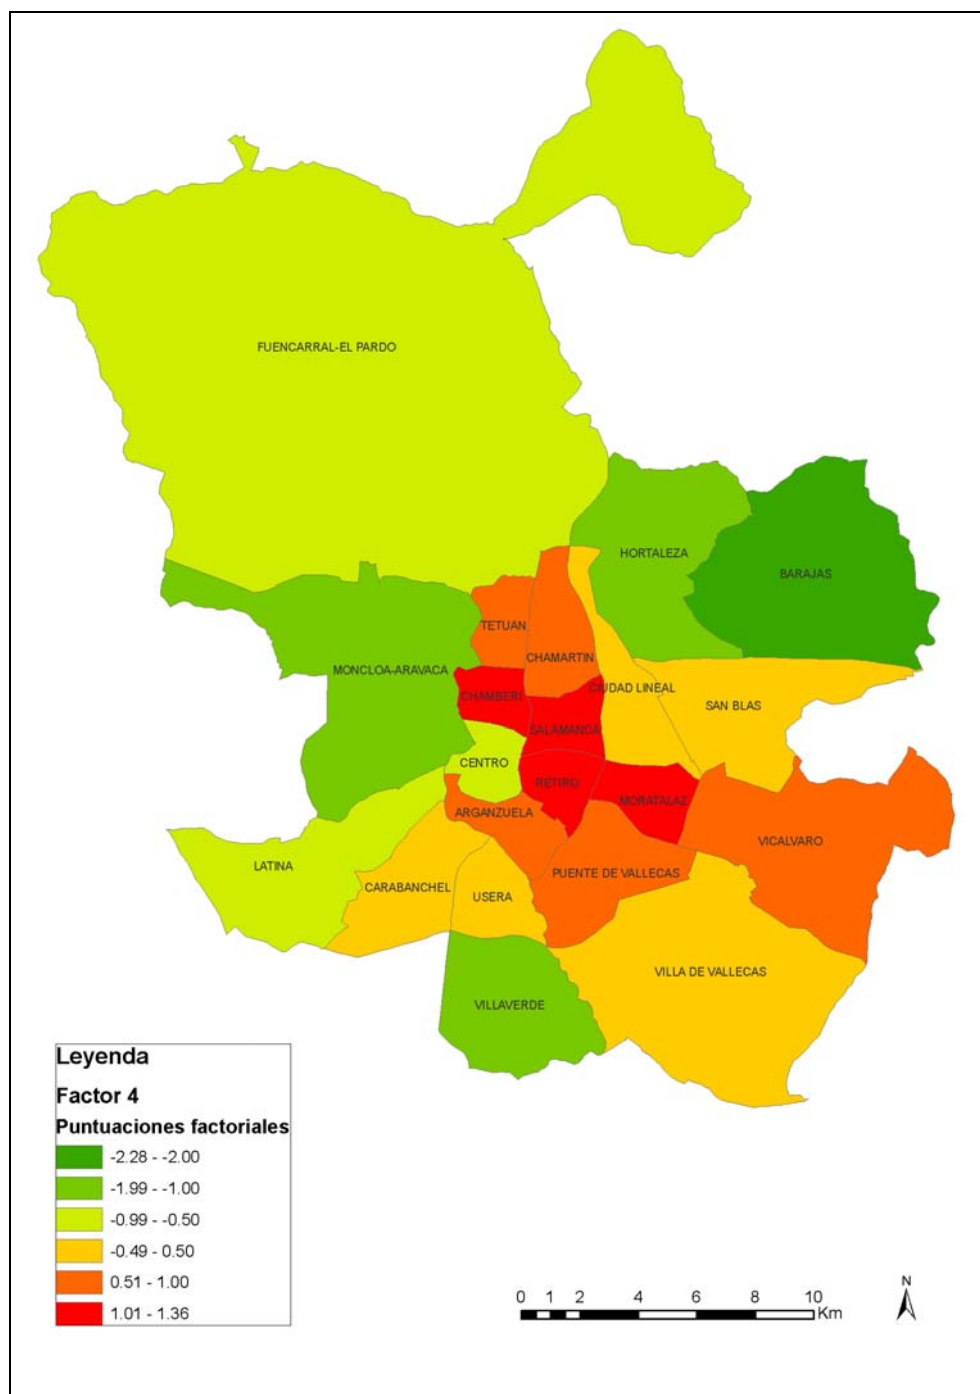 FUENCARRAL-EL PARDO
HORTALEZA
BARAJAS
TETUAN
CHAMARTIN
MONCLOA-ARAVACA
CIUDAD LINEAL
CHAMBERI
SAN BLAS
SALAMANCA
CENTRO
RETIRO
MORATALAZ
ARGANZUELA
VICALVARO
LATINA
PUENTE DE VALLECAS
CARABANCHEL
USERA
VILLA DE VALLECAS
VILLAVERDE
Leyenda
Factor 4
Puntuaciones factoriales
-2.28 - -2.00
-1.99 - -1.00
-0.99 - -0.50
-0.49 - 0.50
0.51 - 1.00
1.01 - 1.36
0 1 2 4 6 8 10
Km
N